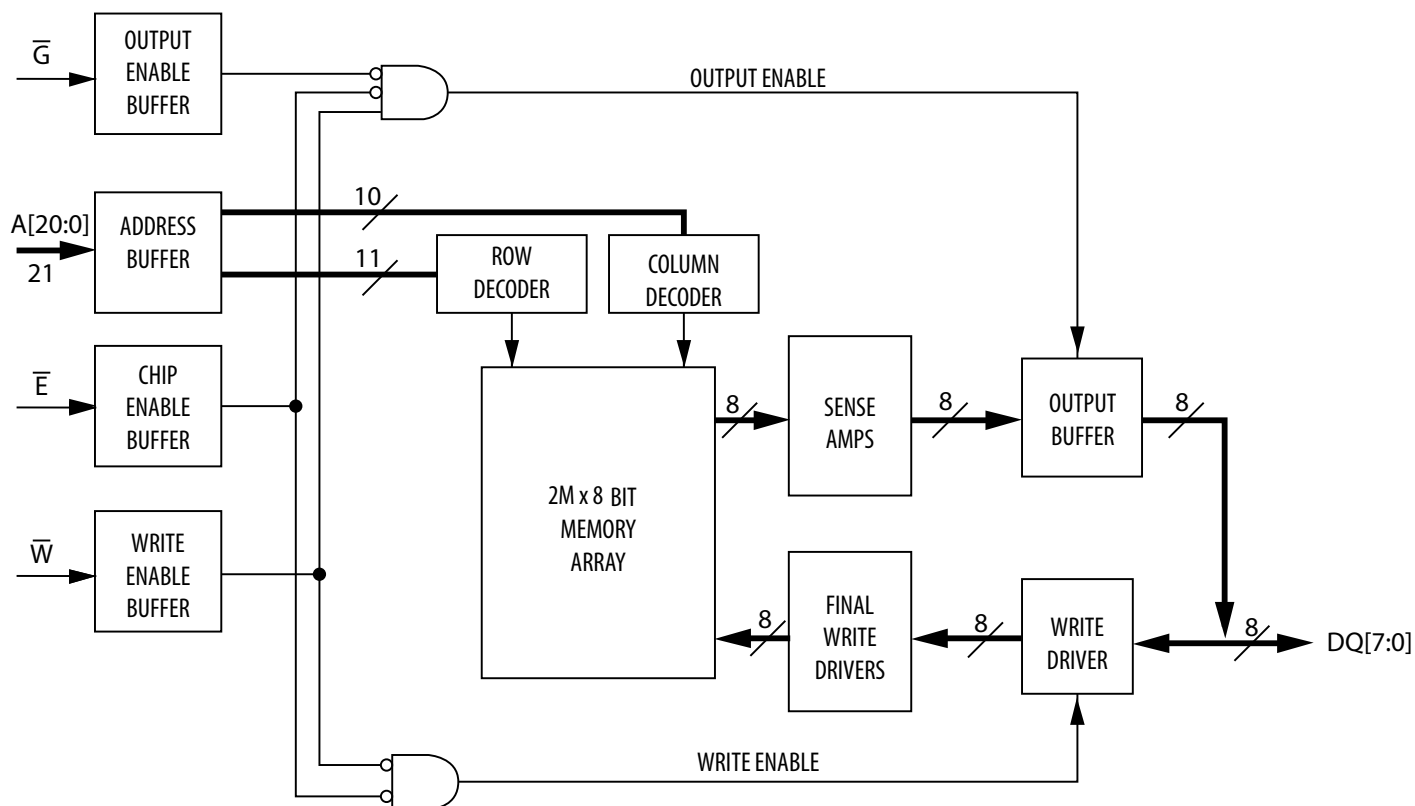 G̅
OUTPUT
ENABLE
BUFFER
OUTPUT ENABLE
A[20:0]
21
ADDRESS
BUFFER
10
11
ROW
DECODER
COLUMN
DECODER
E̅
CHIP
ENABLE
BUFFER
2M x 8 BIT
MEMORY
ARRAY
8
SENSE
AMPS
8
OUTPUT
BUFFER
8
W̅
WRITE
ENABLE
BUFFER
8
FINAL
WRITE
DRIVERS
8
WRITE
DRIVER
8
DQ[7:0]
WRITE ENABLE